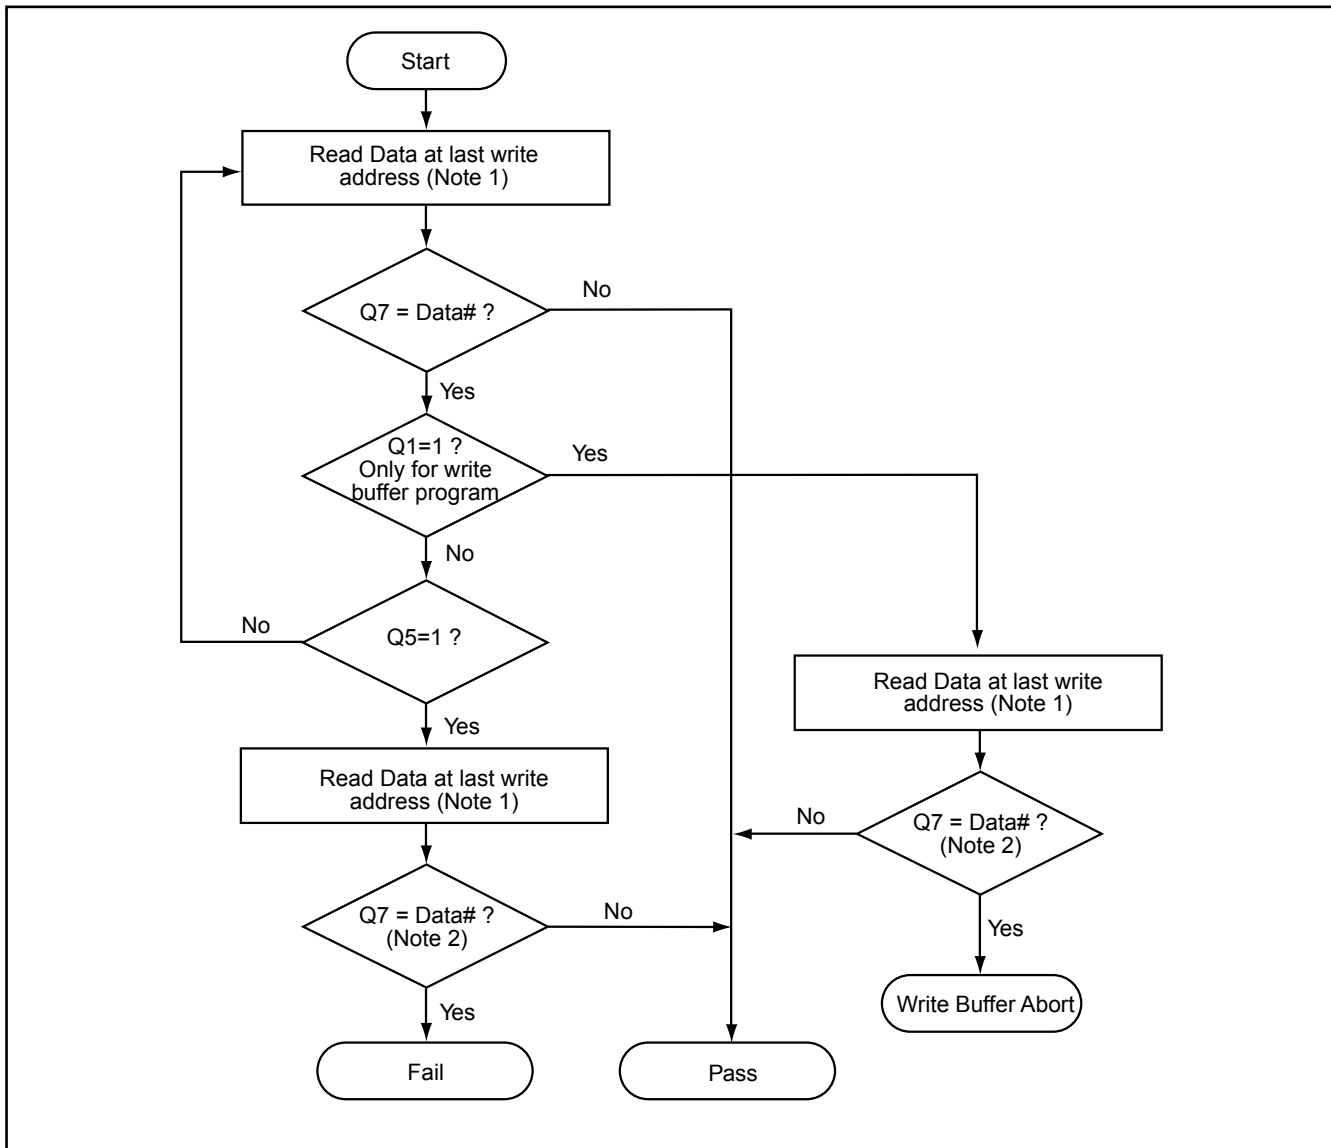 Start
Read Data at last write
address (Note 1)
Q7 = Data# ?
No
Yes
Q1=1 ?
Only for write
buffer program
Yes
No
Q5=1 ?
No
Yes
Read Data at last write
address (Note 1)
Read Data at last write
address (Note 1)
Q7 = Data# ?
(Note 2)
No
Yes
Write Buffer Abort
Q7 = Data# ?
(Note 2)
No
Yes
Fail
Pass